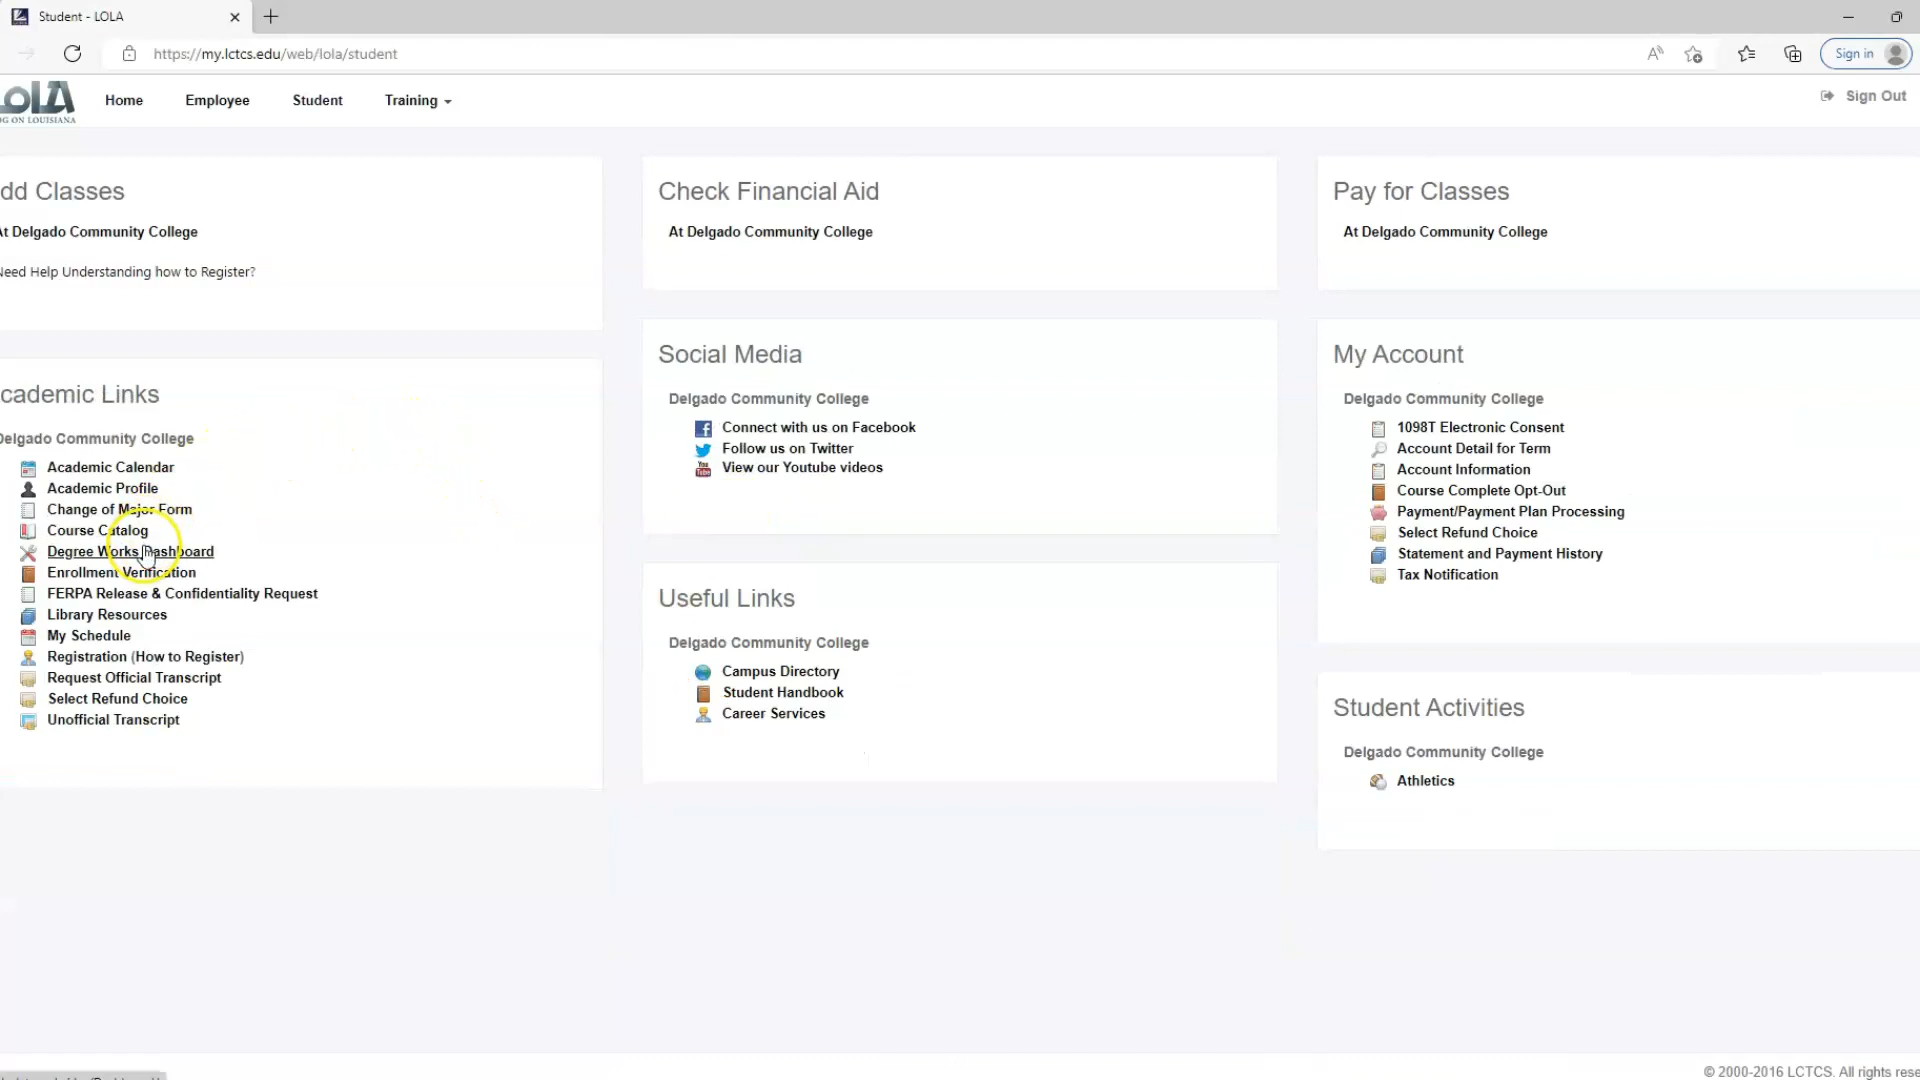 Student - LOLA
https://my.lctcs.edu/web/lola/student
Sign in
LOLA
OG ON LOUISIANA
Home
Employee
Student
Training
Sign Out
dd Classes
At Delgado Community College
Need Help Understanding how to Register?
cademic Links
Delgado Community College
Academic Calendar
Academic Profile
Change of Major Form
Course Catalog
Degree Works Dashboard
Enrollment Verification
FERPA Release & Confidentiality Request
Library Resources
My Schedule
Registration (How to Register)
Request Official Transcript
Select Refund Choice
Unofficial Transcript
Check Financial Aid
At Delgado Community College
Social Media
Delgado Community College
Connect with us on Facebook
Follow us on Twitter
View our Youtube videos
Useful Links
Delgado Community College
Campus Directory
Student Handbook
Career Services
Pay for Classes
At Delgado Community College
My Account
Delgado Community College
1098T Electronic Consent
Account Detail for Term
Account Information
Course Complete Opt-Out
Payment/Payment Plan Processing
Select Refund Choice
Statement and Payment History
Tax Notification
Student Activities
Delgado Community College
Athletics
© 2000-2016 LCTCS. All rights rese